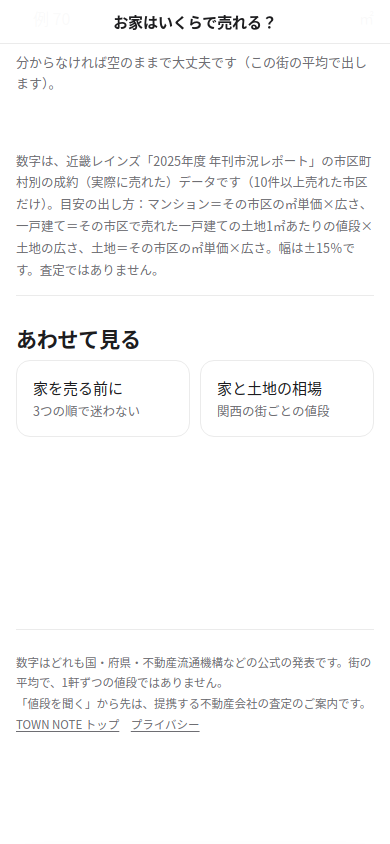 お家はいくらで売れる？
分からなければ空のままで大丈夫です（この街の平均で出し
ます）。
数字は、近畿レインズ「2025年度 年刊市況レポート」の市区町
村別の成約（実際に売れた）データです（10件以上売れた市区
だけ）。目安の出し方：マンション＝その市区の㎡単価×広さ、
一戸建て＝その市区で売れた一戸建ての土地1㎡あたりの値段×
土地の広さ、土地＝その市区の㎡単価×広さ。幅は±15％で
す。査定ではありません。
あわせて見る
家を売る前に
3つの順で迷わない
家と土地の相場
関西の街ごとの値段
数字はどれも国・府県・不動産流通機構などの公式の発表です。街の
平均で、1軒ずつの値段ではありません。
「値段を聞く」から先は、提携する不動産会社の査定のご案内です。
TOWN NOTE トップ プライバシー